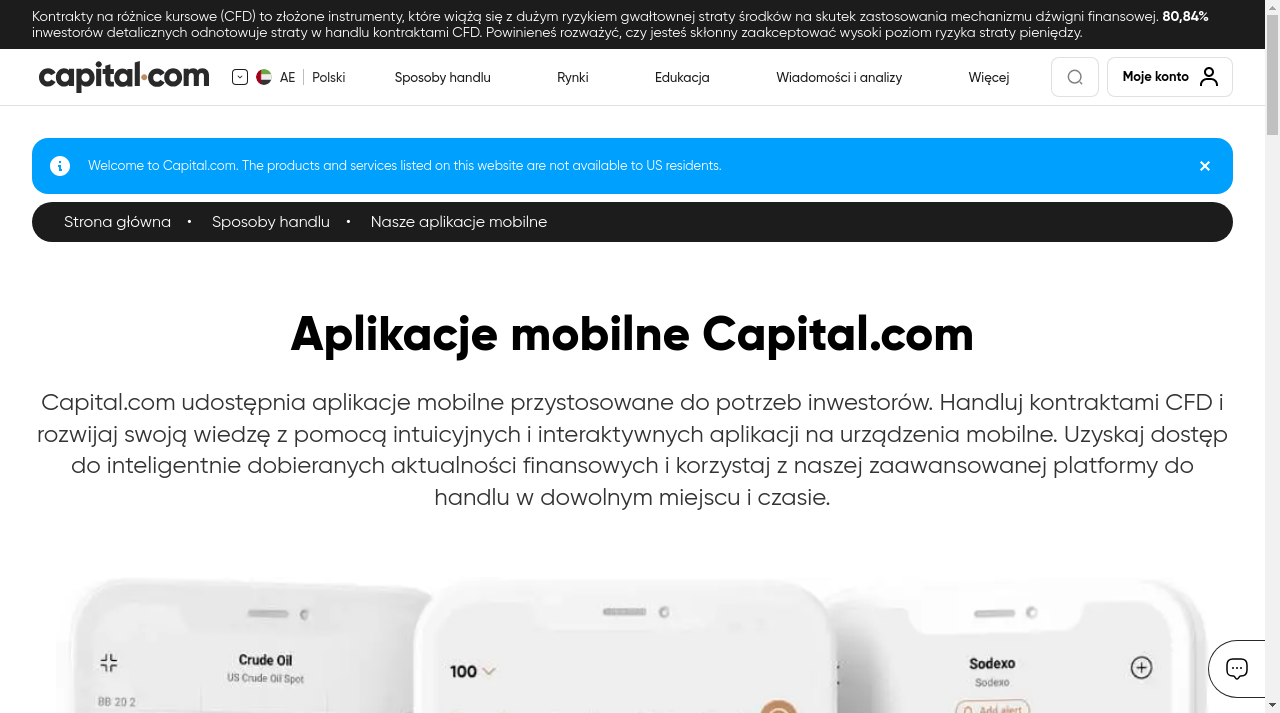 Kontrakty na różnice kursowe (CFD) to złożone instrumenty, które wiążą się z dużym ryzykiem gwałtownej straty środków na skutek zastosowania mechanizmu dźwigni finansowej. 80,84%
inwestorów detalicznych odnotowuje straty w handlu kontraktami CFD. Powinieneś rozważyć, czy jesteś skłonny zaakceptować wysoki poziom ryzyka straty pieniędzy.
capital.com AE Polski Sposoby handlu Rynki Edukacja Wiadomości i analizy Więcej Moje konto
Welcome to Capital.com. The products and services listed on this website are not available to US residents.
Strona główna • Sposoby handlu • Nasze aplikacje mobilne
Aplikacje mobilne Capital.com
Capital.com udostępnia aplikacje mobilne przystosowane do potrzeb inwestorów. Handluj kontraktami CFD i
rozwijaj swoją wiedzę z pomocą intuicyjnych i interaktywnych aplikacji na urządzenia mobilne. Uzyskaj dostęp
do inteligentnie dobieranych aktualności finansowych i korzystaj z naszej zaawansowanej platformy do
handlu w dowolnym miejscu i czasie.
Crude Oil
US Crude Oil Spot
BB 20 2
100
Sodexo
Sodexo
Add alert